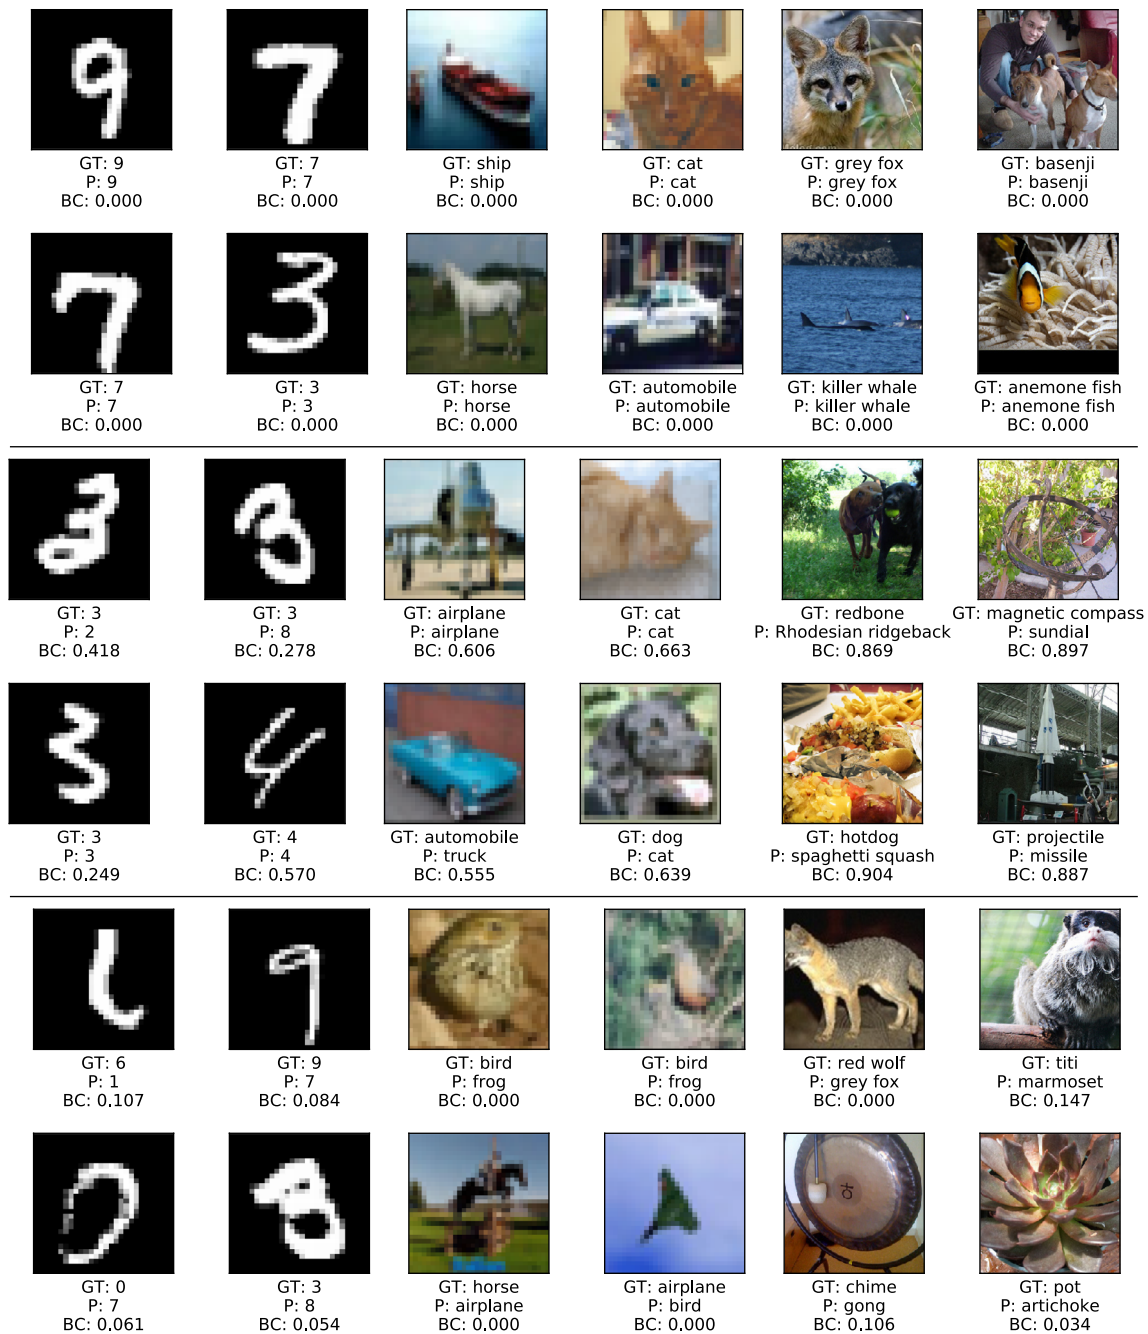 GT: 9
P: 9
BC: 0.000
GT: 7
P: 7
BC: 0.000
GT: ship
P: ship
BC: 0.000
GT: cat
P: cat
BC: 0.000
GT: grey fox
P: grey fox
BC: 0.000
GT: basenji
P: basenji
BC: 0.000
GT: 7
P: 7
BC: 0.000
GT: 3
P: 3
BC: 0.000
GT: horse
P: horse
BC: 0.000
GT: automobile
P: automobile
BC: 0.000
GT: killer whale
P: killer whale
BC: 0.000
GT: anemone fish
P: anemone fish
BC: 0.000
GT: 3
P: 2
BC: 0.418
GT: 3
P: 8
BC: 0.278
GT: airplane
P: airplane
BC: 0.606
GT: cat
P: cat
BC: 0.663
GT: redbone
P: Rhodesian ridgeback
BC: 0.869
GT: magnetic compass
P: sundial
BC: 0.897
GT: 3
P: 3
BC: 0.249
GT: 4
P: 4
BC: 0.570
GT: automobile
P: truck
BC: 0.555
GT: dog
P: cat
BC: 0.639
GT: hotdog
P: spaghetti squash
BC: 0.904
GT: projectile
P: missile
BC: 0.887
GT: 6
P: 1
BC: 0.107
GT: 9
P: 7
BC: 0.084
GT: bird
P: frog
BC: 0.000
GT: bird
P: frog
BC: 0.000
GT: red wolf
P: grey fox
BC: 0.000
GT: titi
P: marmoset
BC: 0.147
GT: 0
P: 7
BC: 0.061
GT: 3
P: 8
BC: 0.054
GT: horse
P: airplane
BC: 0.000
GT: airplane
P: bird
BC: 0.000
GT: chime
P: gong
BC: 0.106
GT: pot
P: artichoke
BC: 0.034